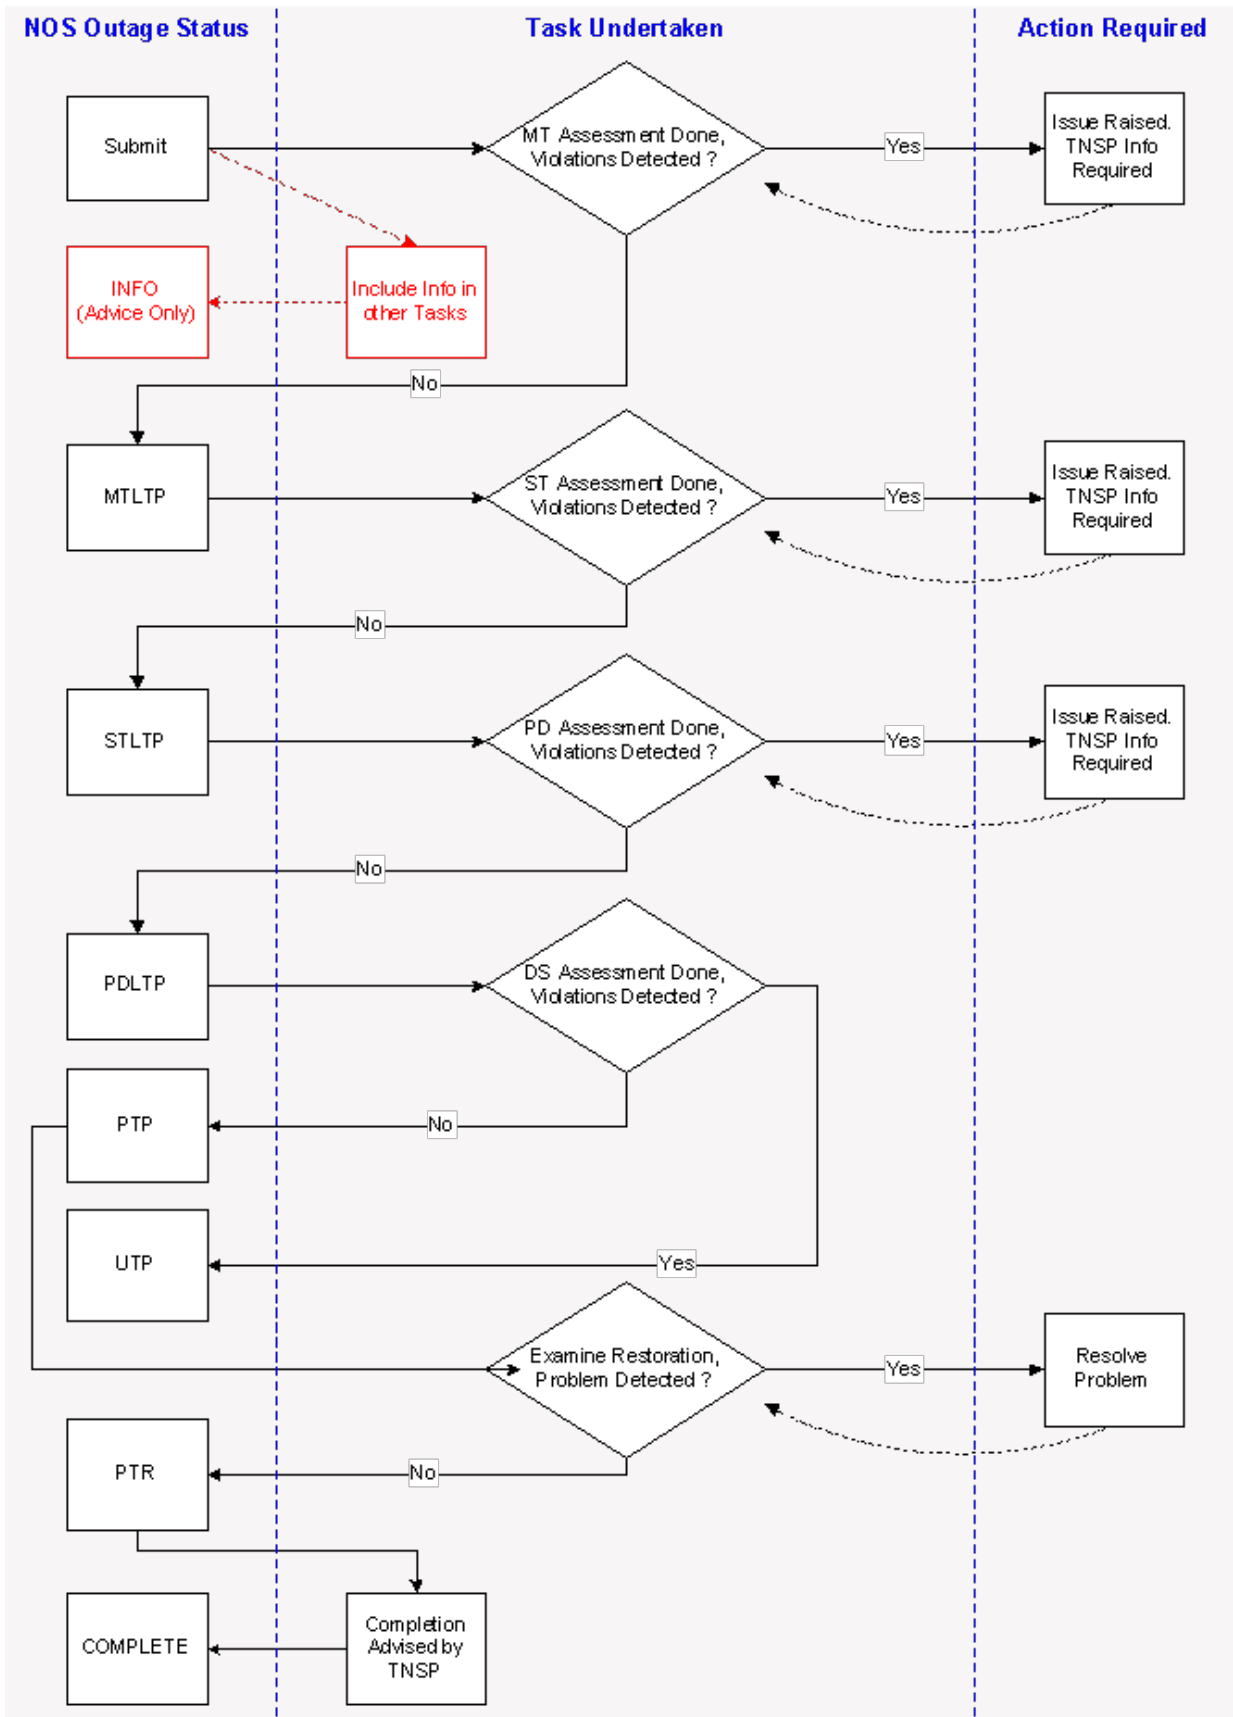 NOS Outage Status
Task Undertaken
Action Required
Submit
MT Assessment Done,
Violations Detected ?
Yes
Issue Raised.
TNSP Info
Required
INFO
(Advice Only)
Include Info in
other Tasks
No
MTLTP
ST Assessment Done,
Violations Detected ?
Yes
Issue Raised.
TNSP Info
Required
No
STLTP
PD Assessment Done,
Violations Detected ?
Yes
Issue Raised.
TNSP Info
Required
No
PDLTP
DS Assessment Done,
Violations Detected ?
PTP
No
UTP
Yes
Examine Restoration,
Problem Detected ?
Yes
Resolve
Problem
PTR
No
COMPLETE
Completion
Advised by
TNSP